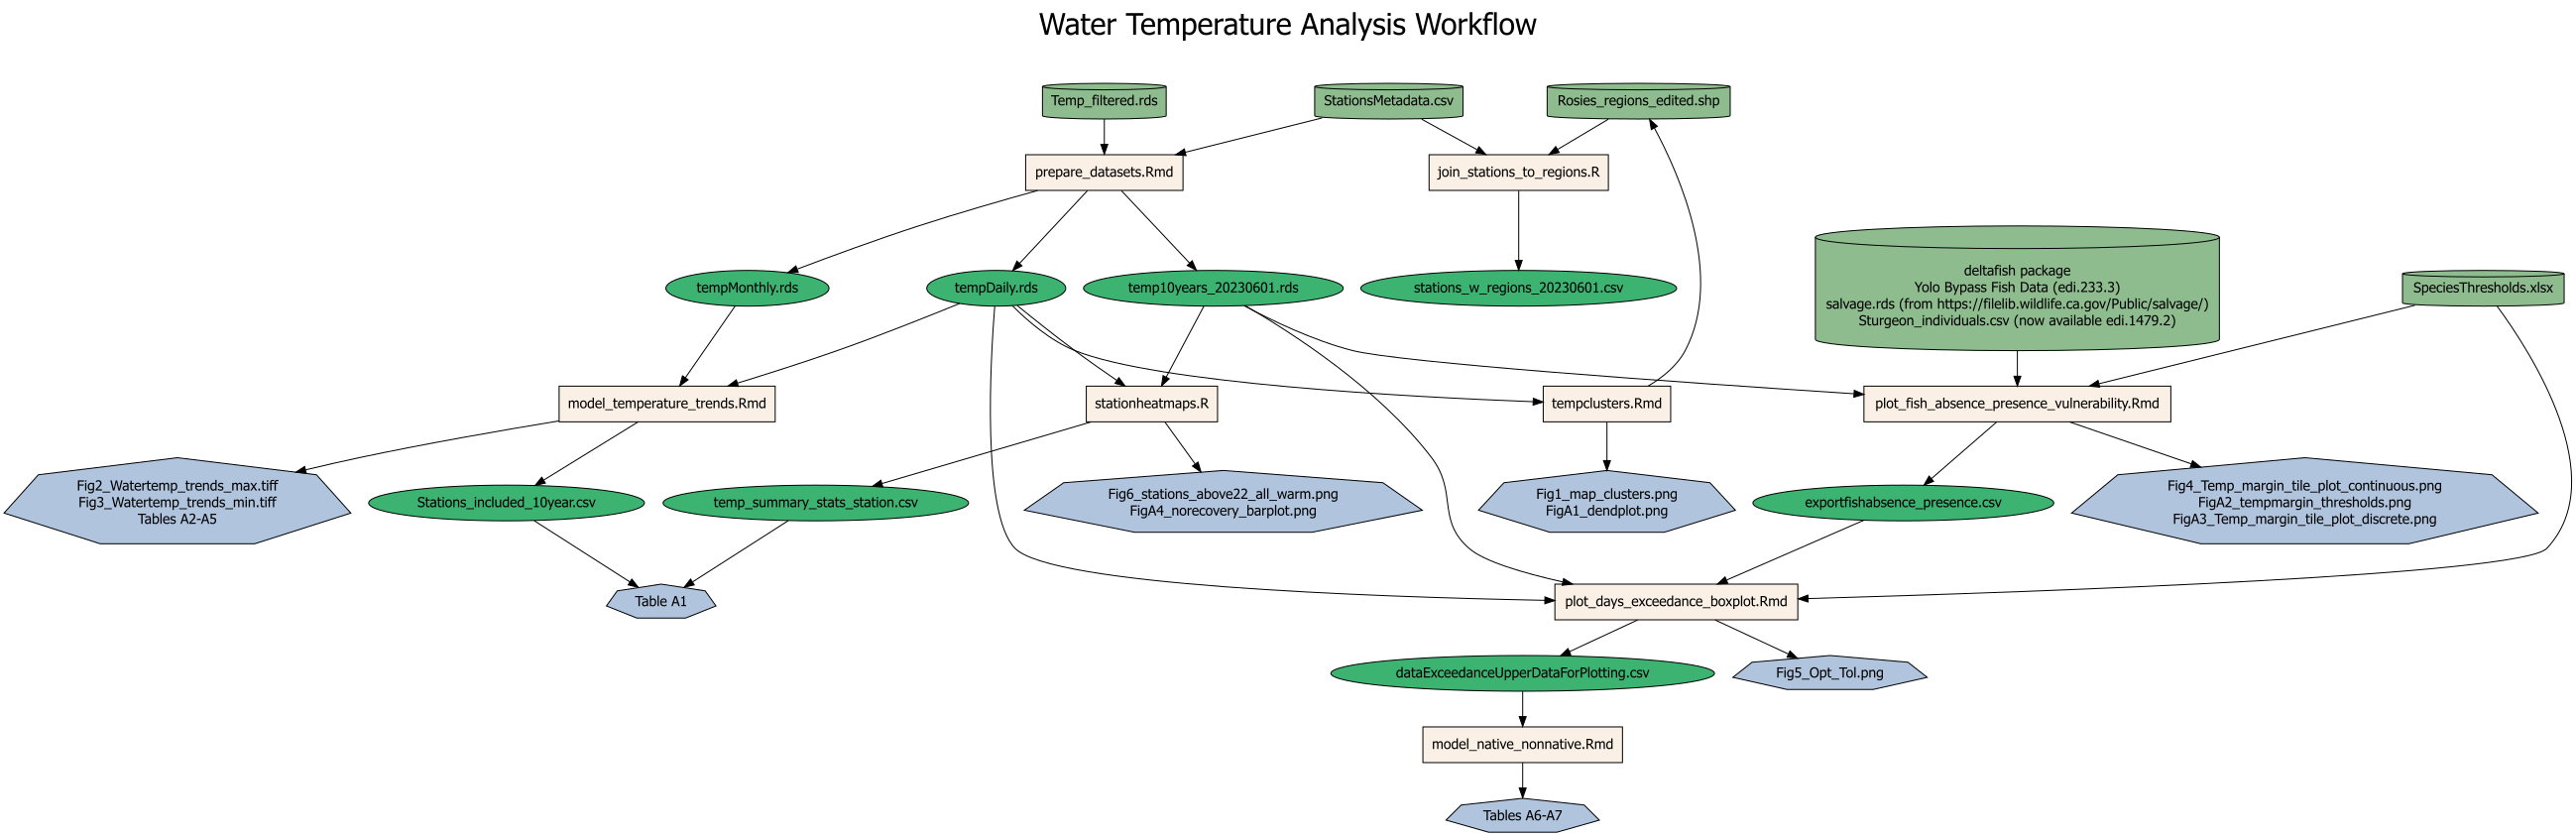 Water Temperature Analysis Workflow
Temp_filtered.rds
StationsMetadata.csv
Rosies_regions_edited.shp
prepare_datasets.Rmd
join_stations_to_regions.R
tempMonthly.rds
tempDaily.rds
temp10years_20230601.rds
stations_w_regions_20230601.csv
deltafish package
Yolo Bypass Fish Data (edi.233.3)
salvage.rds (from https://filelib.wildlife.ca.gov/Public/salvage/)
Sturgeon_individuals.csv (now available edi.1479.2)
SpeciesThresholds.xlsx
model_temperature_trends.Rmd
stationheatmaps.R
tempclusters.Rmd
plot_fish_absence_presence_vulnerability.Rmd
Fig2_Watertemp_trends_max.tiff
Fig3_Watertemp_trends_min.tiff
Tables A2-A5
Stations_included_10year.csv
temp_summary_stats_station.csv
Fig6_stations_above22_all_warm.png
FigA4_norecovery_barplot.png
Fig1_map_clusters.png
FigA1_dendplot.png
exportfishabsence_presence.csv
Fig4_Temp_margin_tile_plot_continuous.png
FigA2_tempmargin_thresholds.png
FigA3_Temp_margin_tile_plot_discrete.png
Table A1
plot_days_exceedance_boxplot.Rmd
dataExceedanceUpperDataForPlotting.csv
Fig5_Opt_Tol.png
model_native_nonnative.Rmd
Tables A6-A7